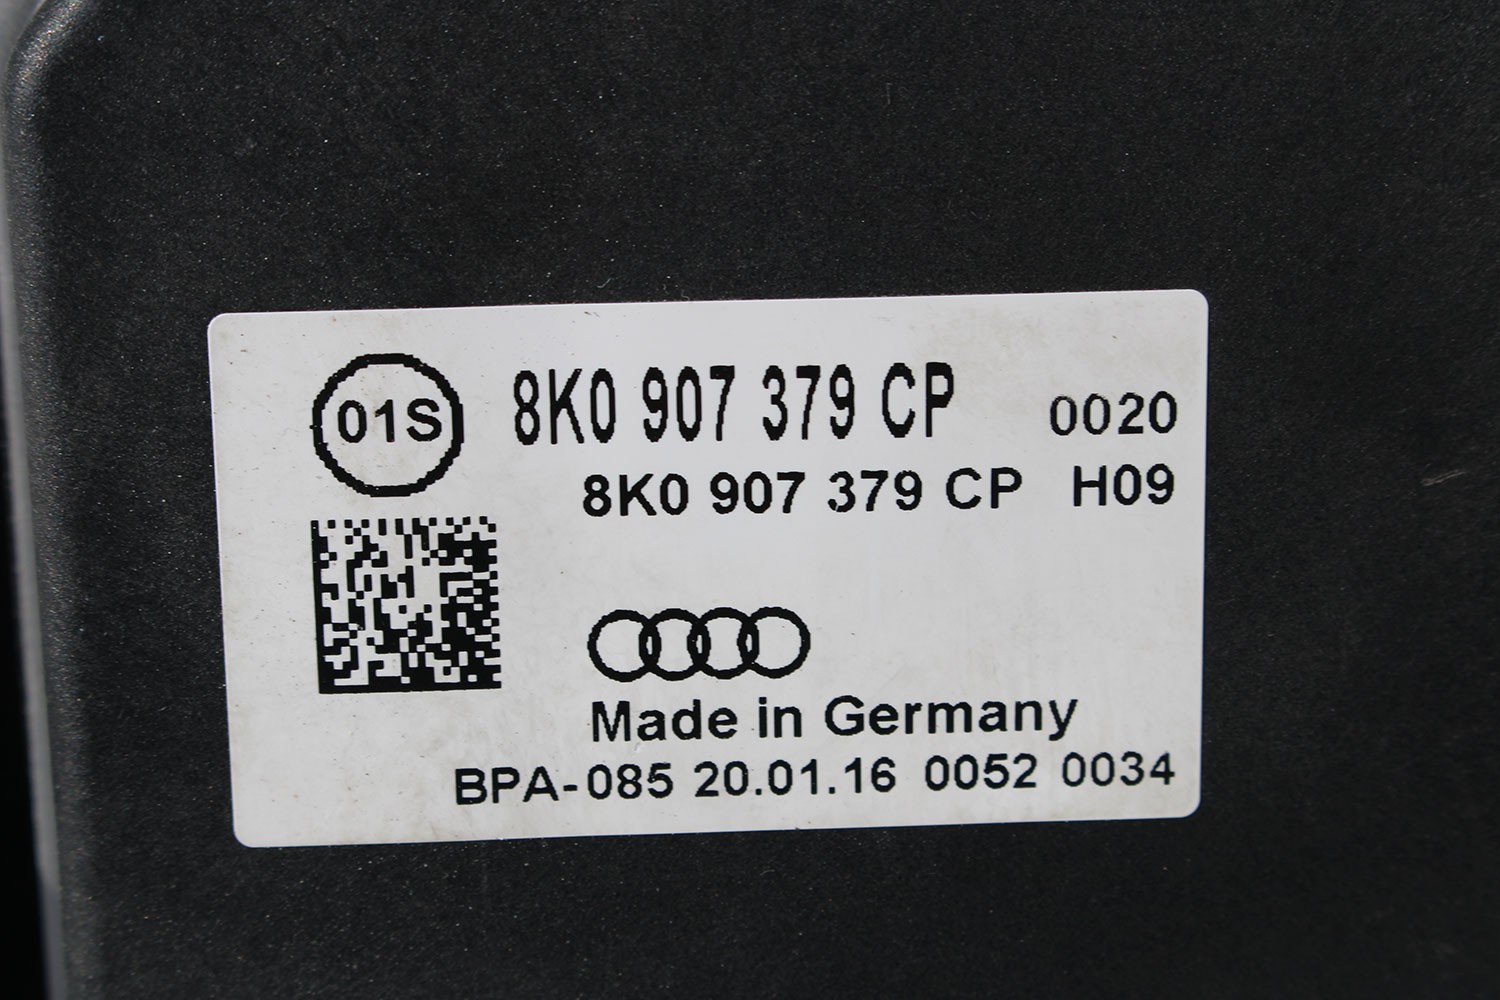 01S 8K0 907 379 CP 0020
8K0 907 379 CP H09
Made in Germany
BPA-085 20.01.16 0052 0034